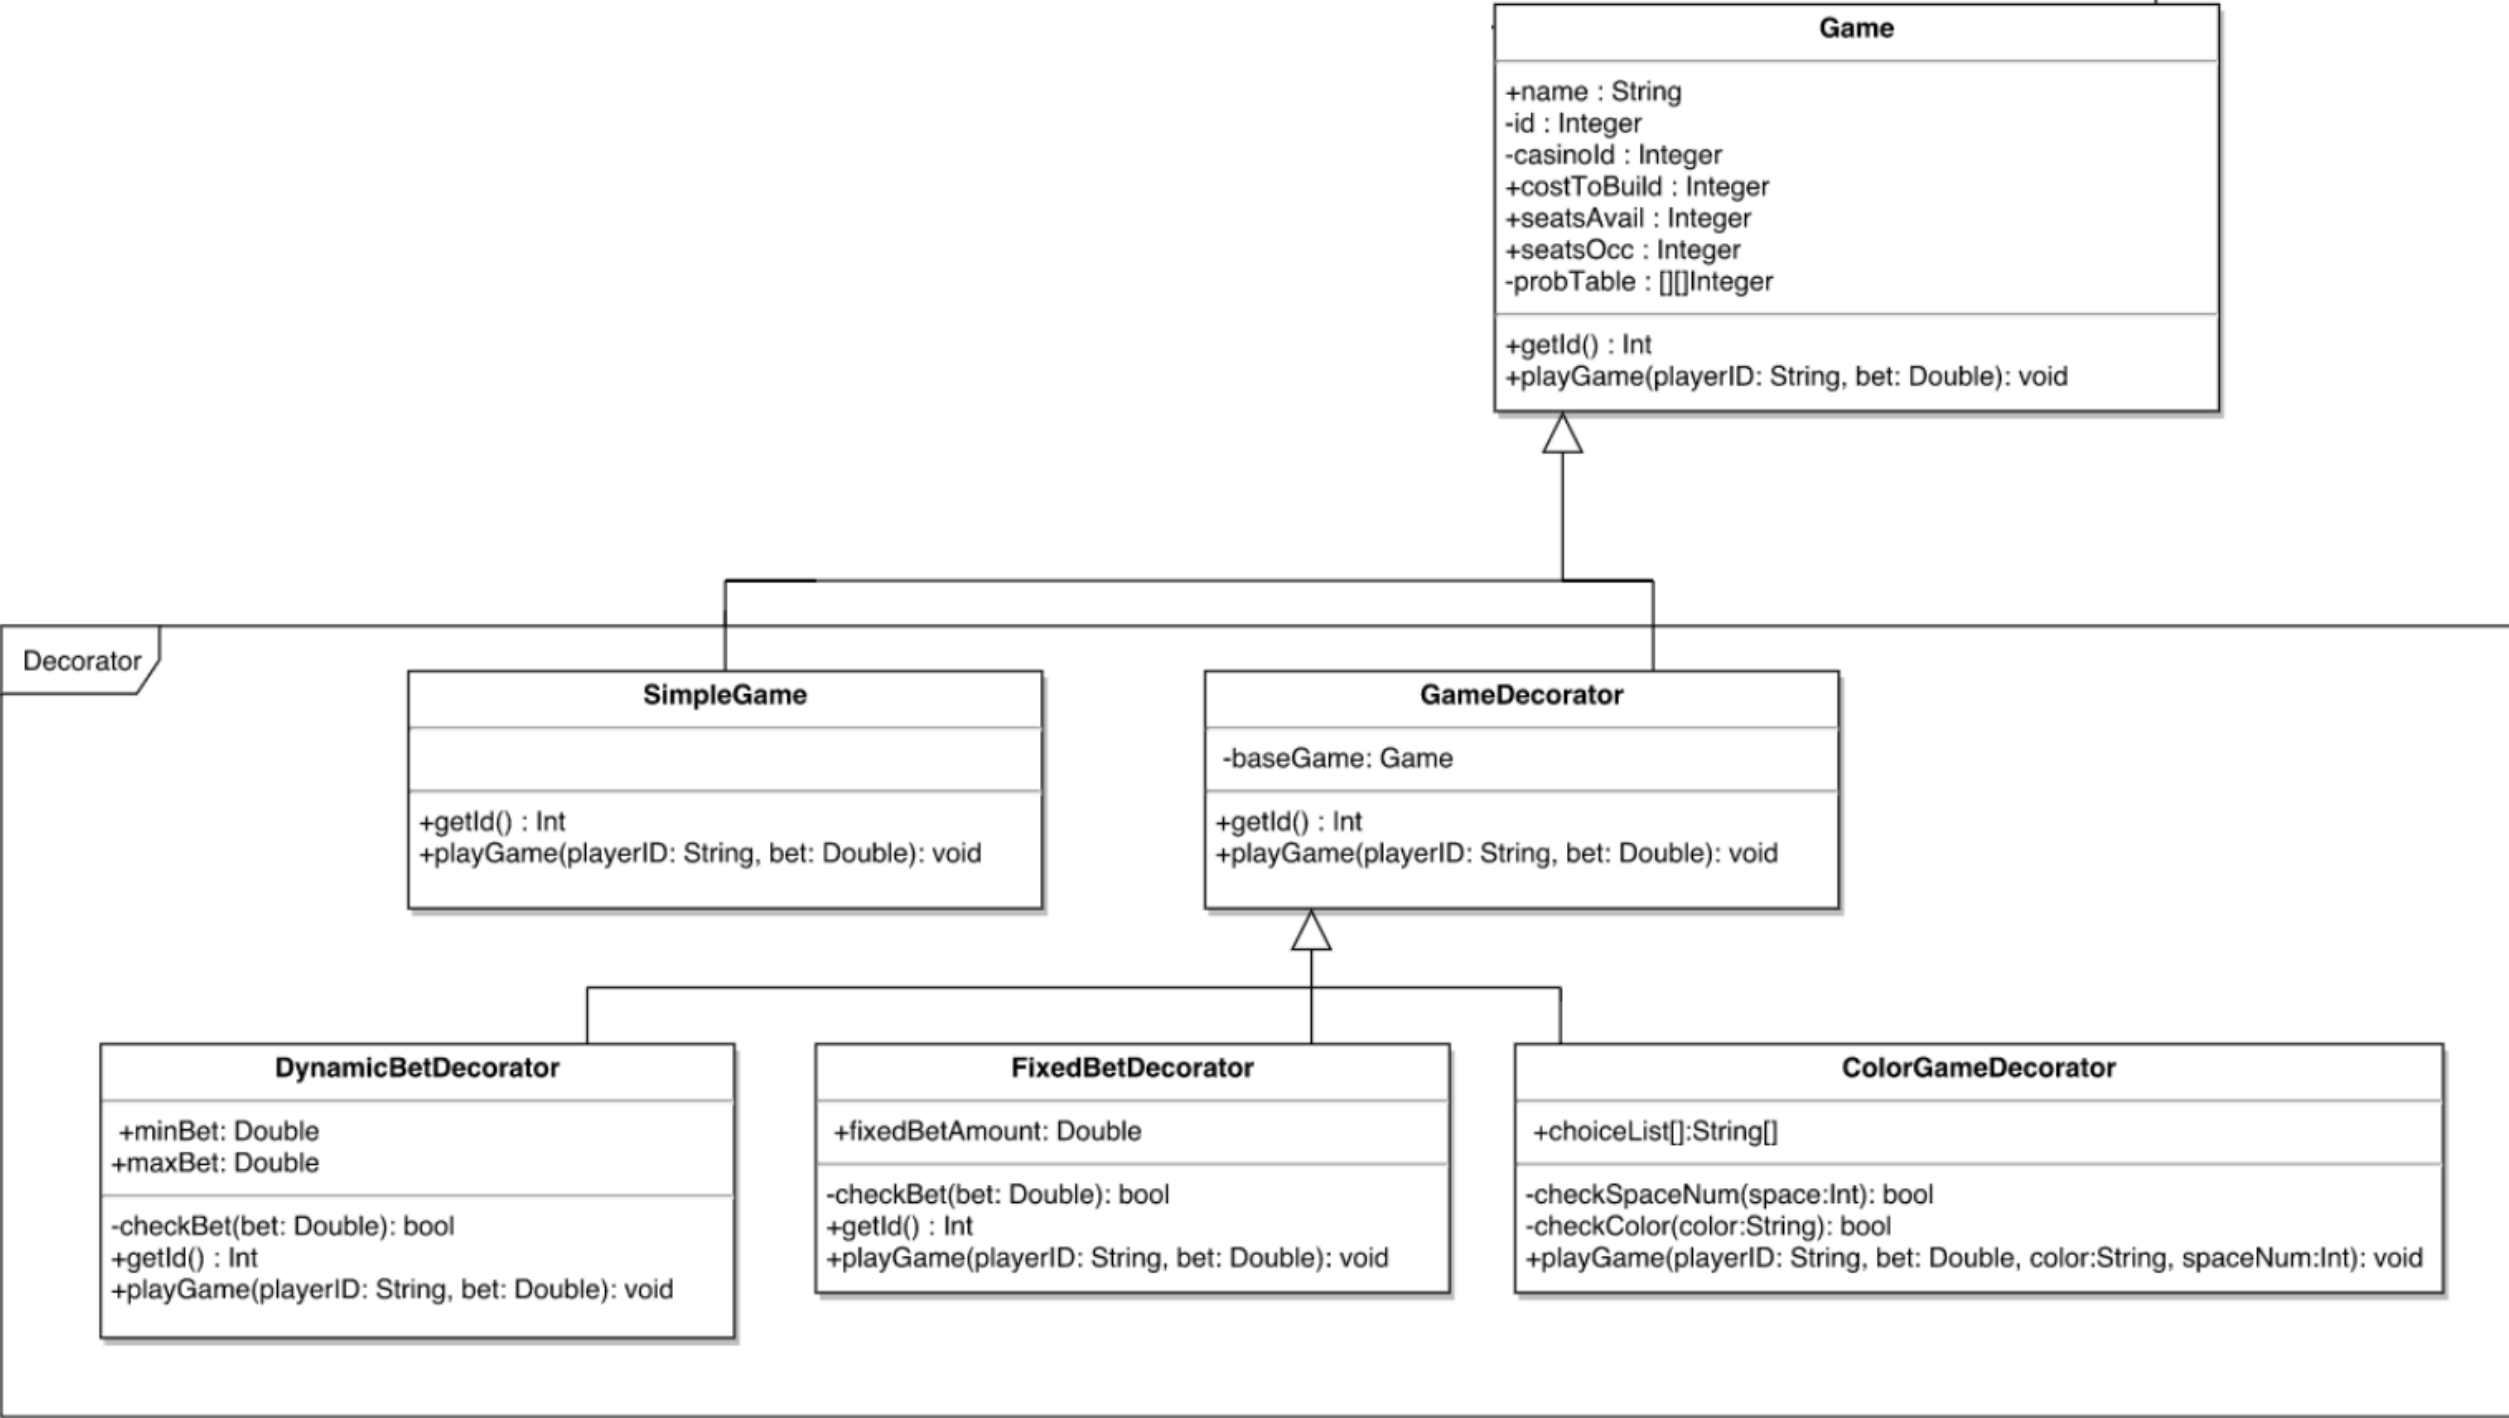 Game
+name : String
-id : Integer
-casinoId : Integer
+costToBuild : Integer
+seatsAvail : Integer
+seatsOcc : Integer
-probTable : [][]Integer
+getId() : Int
+playGame(playerID: String, bet: Double): void
Decorator
SimpleGame
+getId() : Int
+playGame(playerID: String, bet: Double): void
GameDecorator
-baseGame: Game
+getId() : Int
+playGame(playerID: String, bet: Double): void
DynamicBetDecorator
+minBet: Double
+maxBet: Double
-checkBet(bet: Double): bool
+getId() : Int
+playGame(playerID: String, bet: Double): void
FixedBetDecorator
+fixedBetAmount: Double
-checkBet(bet: Double): bool
+getId() : Int
+playGame(playerID: String, bet: Double): void
ColorGameDecorator
+choiceList[]:String[]
-checkSpaceNum(space:Int): bool
-checkColor(color:String): bool
+playGame(playerID: String, bet: Double, color:String, spaceNum:Int): void